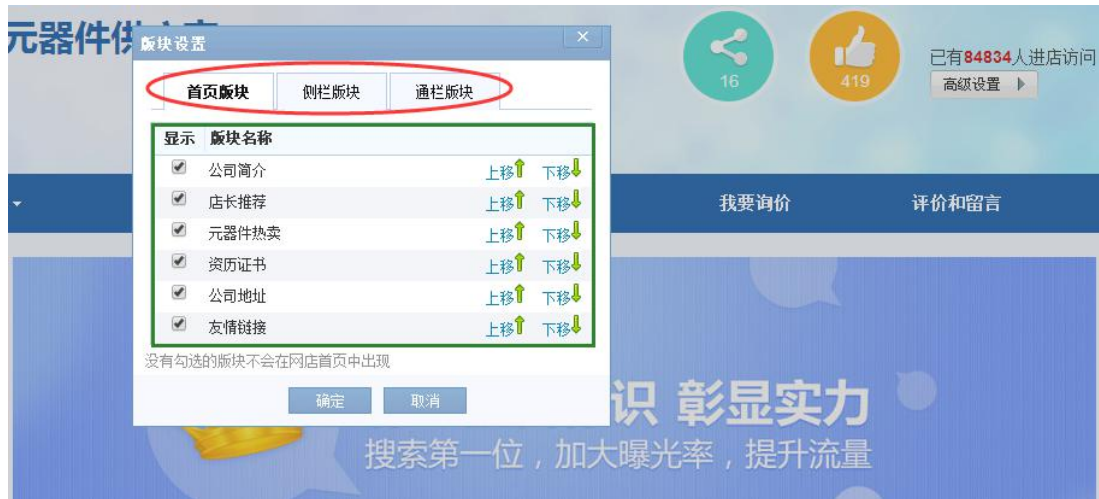 元器件供
版块设置
16
419
已有84834人进店访问
高级设置
首页版块 侧栏版块 通栏版块
显示 版块名称
公司简介 上移 下移
店长推荐 上移 下移
我要询价 评价和留言
元器件热卖 上移 下移
资历证书 上移 下移
公司地址 上移 下移
友情链接 上移 下移
没有勾选的版块不会在网店首页中出现
确定 取消
识 彰显实力
搜索第一位，加大曝光率，提升流量